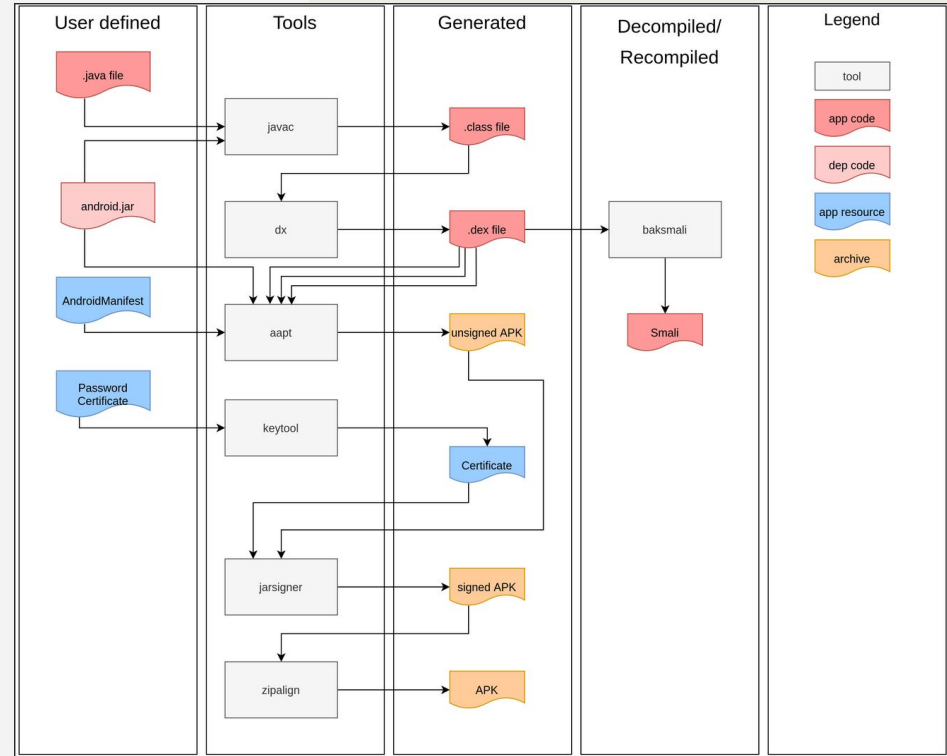 User defined
Tools
Generated
Decompiled/
Recompiled
Legend
.java file
javac
.class file
tool
app code
android.jar
dx
.dex file
baksmali
dep code
app resource
archive
AndroidManifest
aapt
unsigned APK
Smali
Password
Certificate
keytool
Certificate
jarsigner
signed APK
zipalign
APK